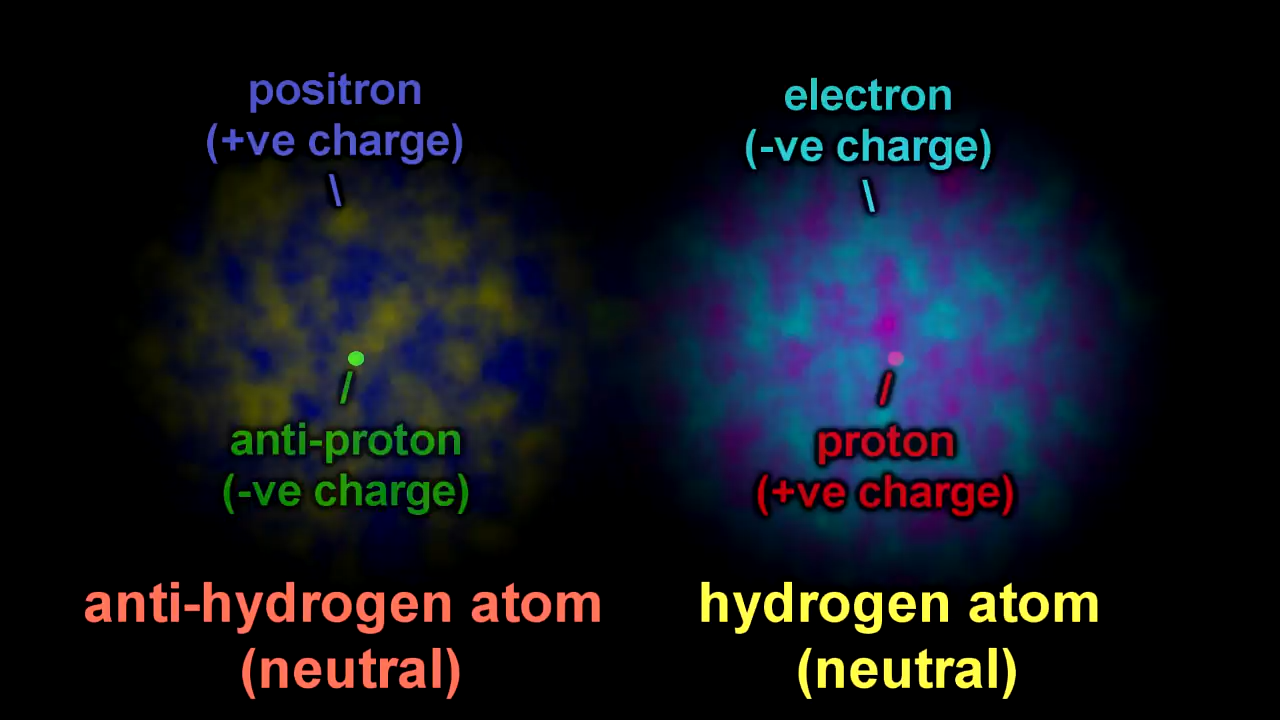 positron
(+ve charge)
anti-proton
(-ve charge)
anti-hydrogen atom
(neutral)
electron
(-ve charge)
proton
(+ve charge)
hydrogen atom
(neutral)